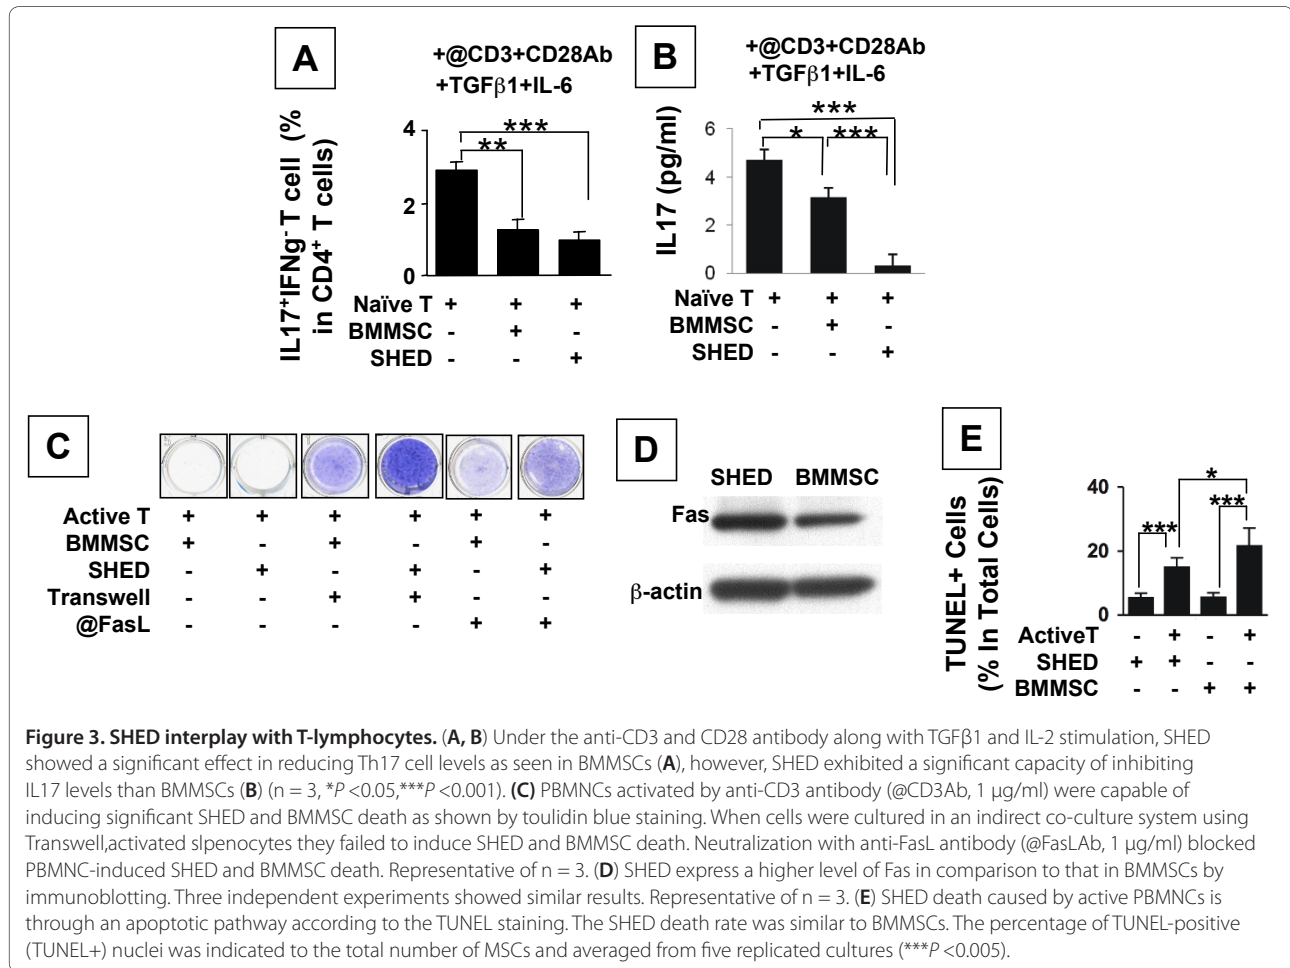 A
+@CD3+CD28Ab
+TGFβ1+IL-6
IL17⁺IFNg⁻ T cell (%
in CD4⁺ T cells)
4
2
0
**
***
Naïve T + + +
BMMSC - + -
SHED - - +
B
+@CD3+CD28Ab
+TGFβ1+IL-6
IL17 (pg/ml)
6
4
2
0
***
* ***
Naïve T + + +
BMMSC - + -
SHED - - +
C
Active T + + + + + +
BMMSC + - + - + -
SHED - + - + - +
Transwell - - + + - -
@FasL - - - - + +
D
SHED BMMSC
Fas
β-actin
E
TUNEL+ Cells
(% In Total Cells)
40
20
0
*
*** ***
ActiveT - + - +
SHED + + - -
BMMSC - - + +
Figure 3. SHED interplay with T-lymphocytes. (A, B) Under the anti-CD3 and CD28 antibody along with TGFβ1 and IL-2 stimulation, SHED
showed a significant effect in reducing Th17 cell levels as seen in BMMSCs (A), however, SHED exhibited a significant capacity of inhibiting
IL17 levels than BMMSCs (B) (n = 3, *P <0.05,***P <0.001). (C) PBMNCs activated by anti-CD3 antibody (@CD3Ab, 1 μg/ml) were capable of
inducing significant SHED and BMMSC death as shown by toulidin blue staining. When cells were cultured in an indirect co-culture system using
Transwell,activated slpenocytes they failed to induce SHED and BMMSC death. Neutralization with anti-FasL antibody (@FasLAb, 1 μg/ml) blocked
PBMNC-induced SHED and BMMSC death. Representative of n = 3. (D) SHED express a higher level of Fas in comparison to that in BMMSCs by
immunoblotting. Three independent experiments showed similar results. Representative of n = 3. (E) SHED death caused by active PBMNCs is
through an apoptotic pathway according to the TUNEL staining. The SHED death rate was similar to BMMSCs. The percentage of TUNEL-positive
(TUNEL+) nuclei was indicated to the total number of MSCs and averaged from five replicated cultures (***P <0.005).